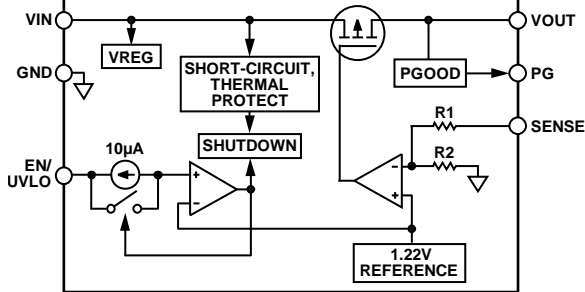 VIN
VOUT
VREG
GND
SHORT-CIRCUIT,
THERMAL
PROTECT
PGOOD
PG
R1
SENSE
SHUTDOWN
R2
10µA
EN/
UVLO
+
–
–
+
1.22V
REFERENCE